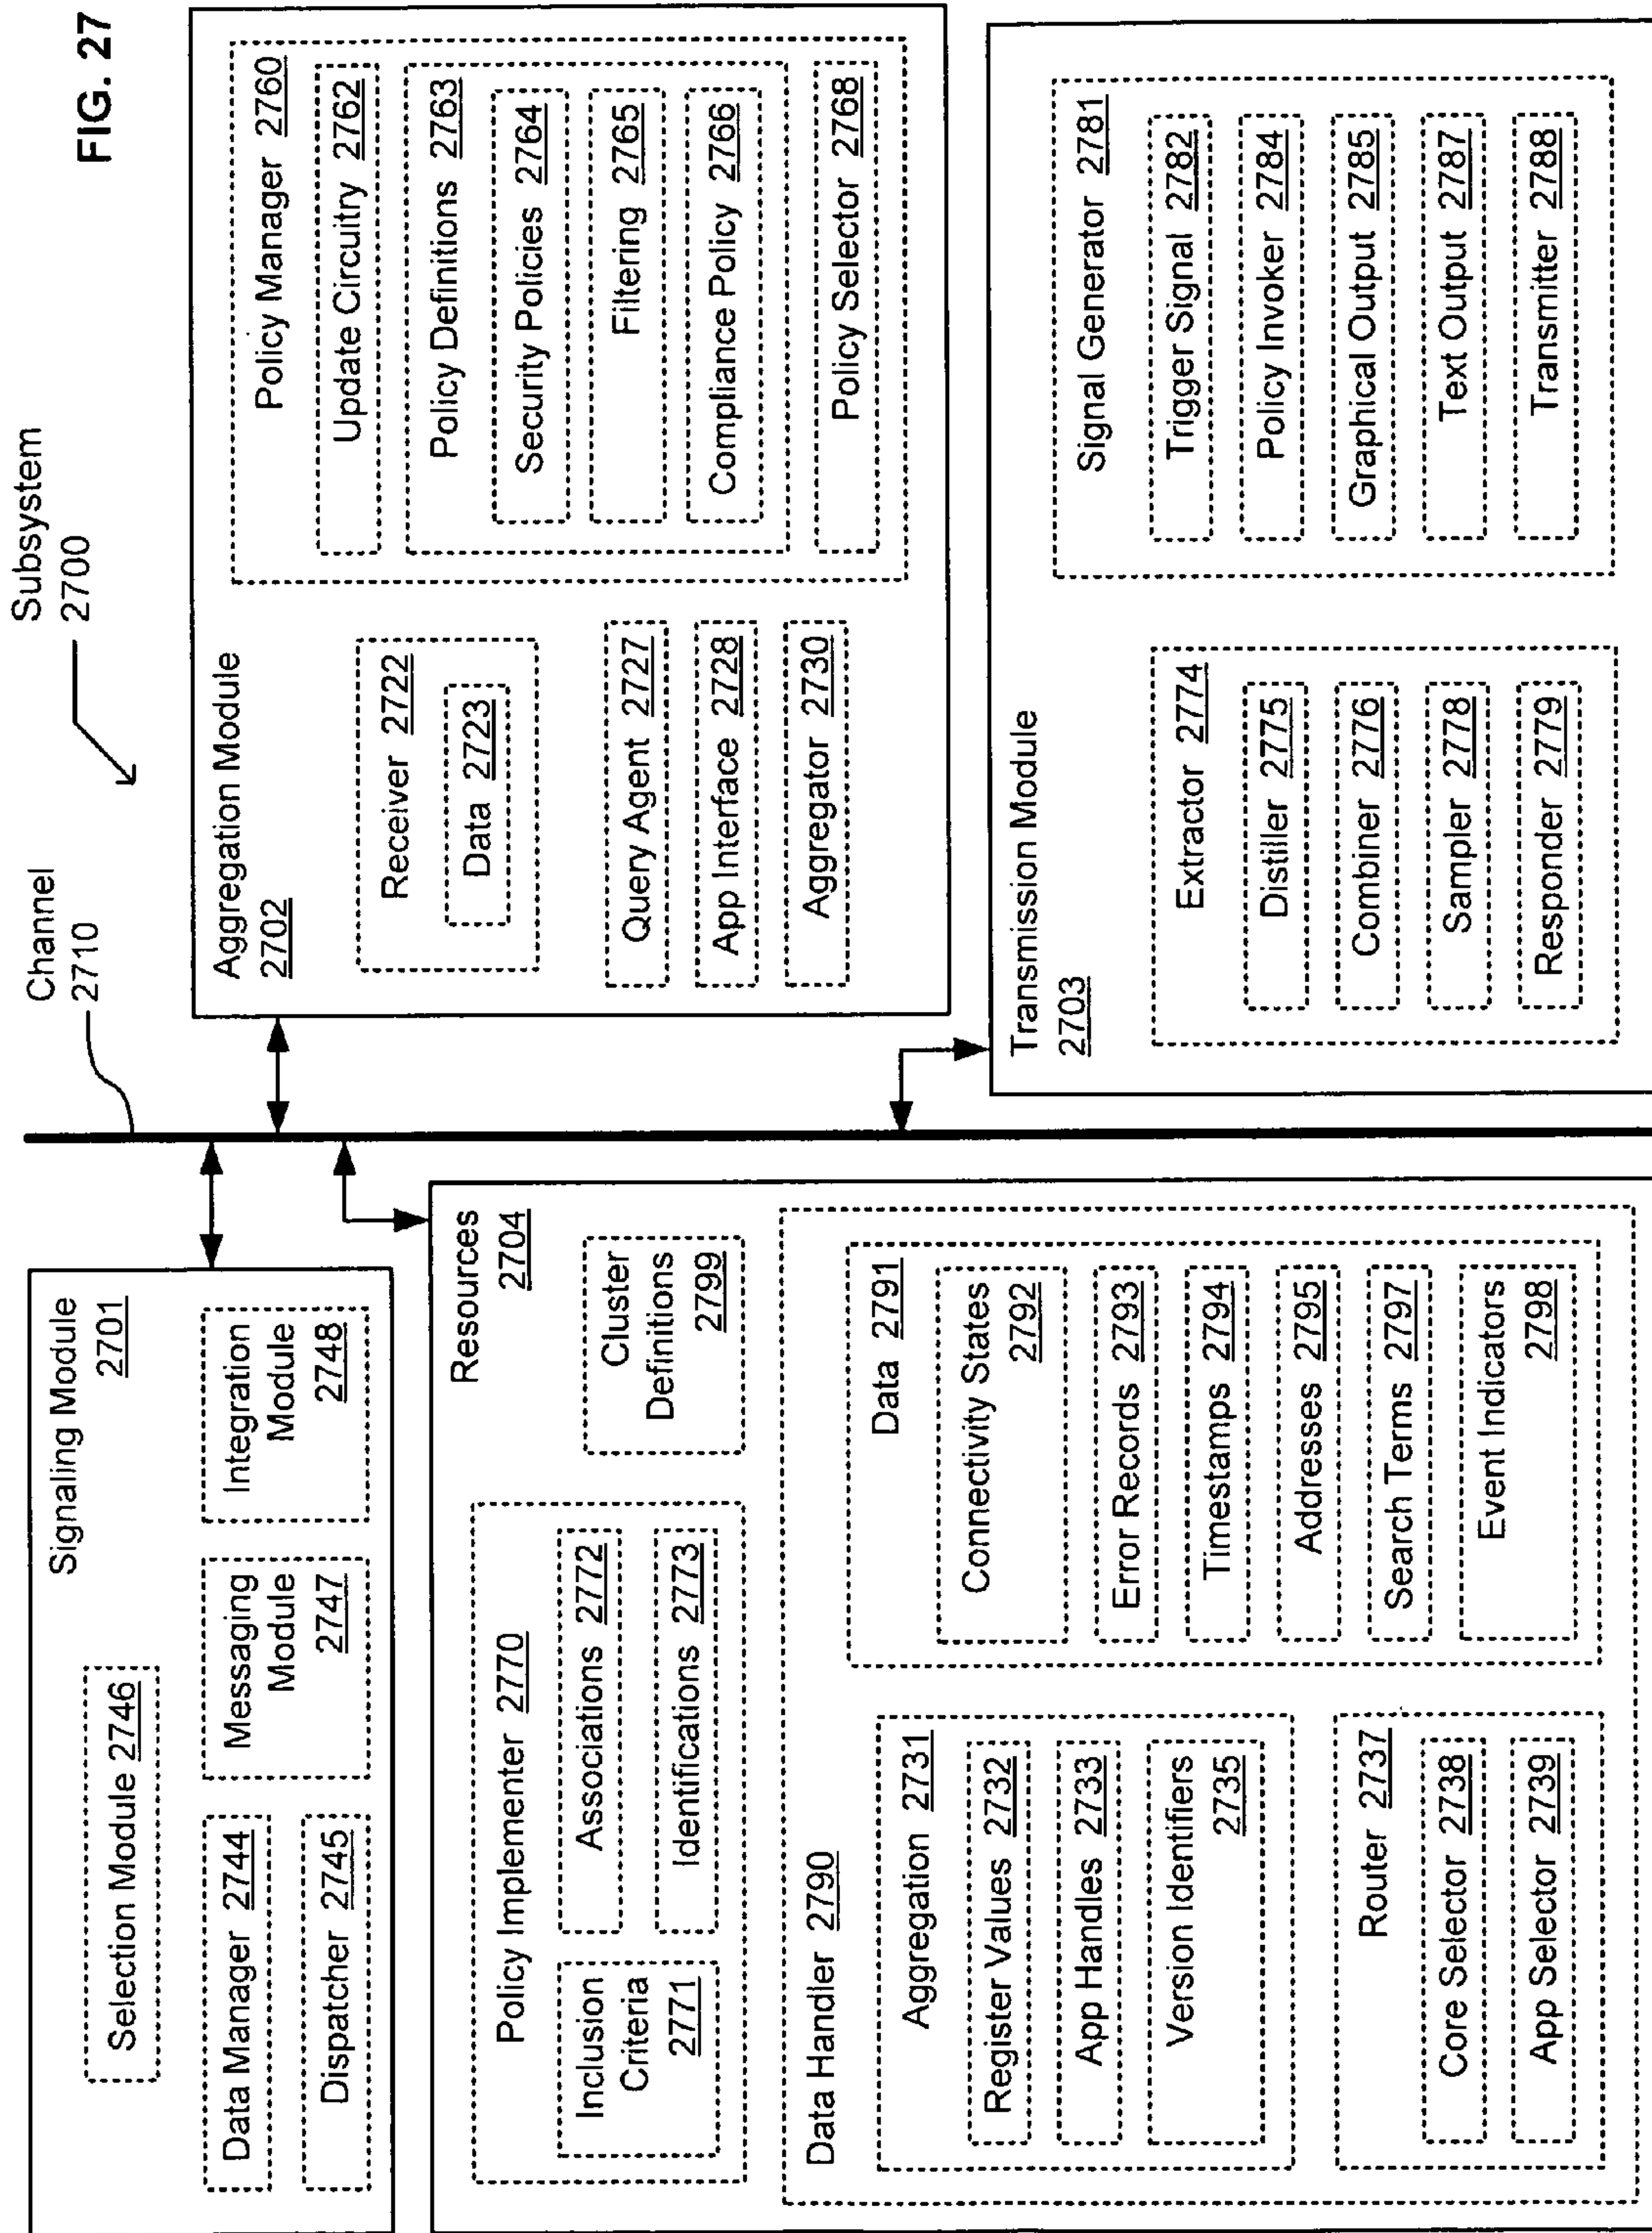 FIG. 27
Subsystem
2700
Channel
2710
Signaling Module
2701
Selection Module 2746
Data Manager 2744
Dispatcher 2745
Messaging
Module
2747
Integration
Module
2748
Aggregation Module
2702
Receiver 2722
Data 2723
Query Agent 2727
App Interface 2728
Aggregator 2730
Policy Manager 2760
Update Circuitry 2762
Policy Definitions 2763
Security Policies 2764
Filtering 2765
Compliance Policy 2766
Policy Selector 2768
Resources
2704
Policy Implementer 2770
Inclusion
Criteria
2771
Associations 2772
Identifications 2773
Cluster
Definitions
2799
Data Handler 2790
Aggregation 2731
Register Values 2732
App Handles 2733
Version Identifiers
2735
Router 2737
Core Selector 2738
App Selector 2739
Data 2791
Connectivity States
2792
Error Records 2793
Timestamps 2794
Addresses 2795
Search Terms 2797
Event Indicators
2798
Transmission Module
2703
Extractor 2774
Distiller 2775
Combiner 2776
Sampler 2778
Responder 2779
Signal Generator 2781
Trigger Signal 2782
Policy Invoker 2784
Graphical Output 2785
Text Output 2787
Transmitter 2788